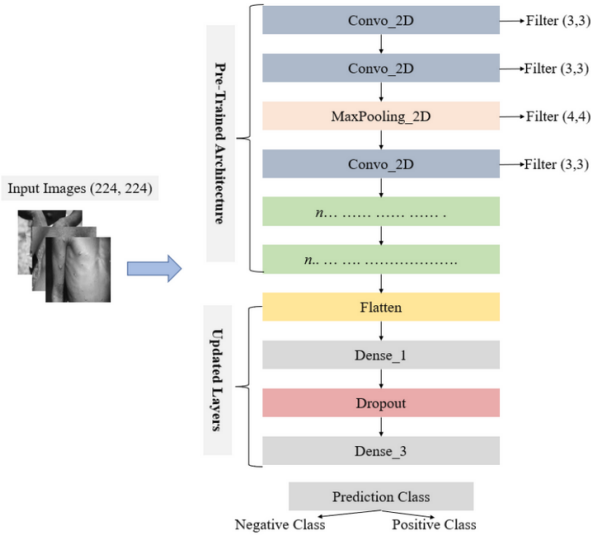 Convo_2D
Filter (3,3)
Convo_2D
Filter (3,3)
MaxPooling_2D
Filter (4,4)
Convo_2D
Filter (3,3)
n... ...... ...... ...... .
n.. ... .... ...................
Pre-Trained Architecture
Input Images (224, 224)
Flatten
Dense_1
Dropout
Dense_3
Updated Layers
Prediction Class
Negative Class
Positive Class